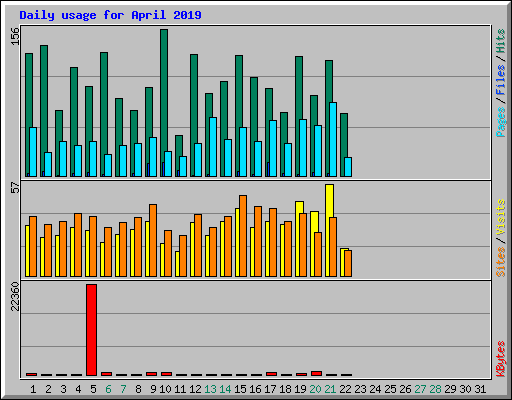 Daily usage for April 2019
156
Pages / Files / Hits
57
Sites / Visits
22360
KBytes
1 2 3 4 5 6 7 8 9 10 11 12 13 14 15 16 17 18 19 20 21 22 23 24 25 26 27 28 29 30 31